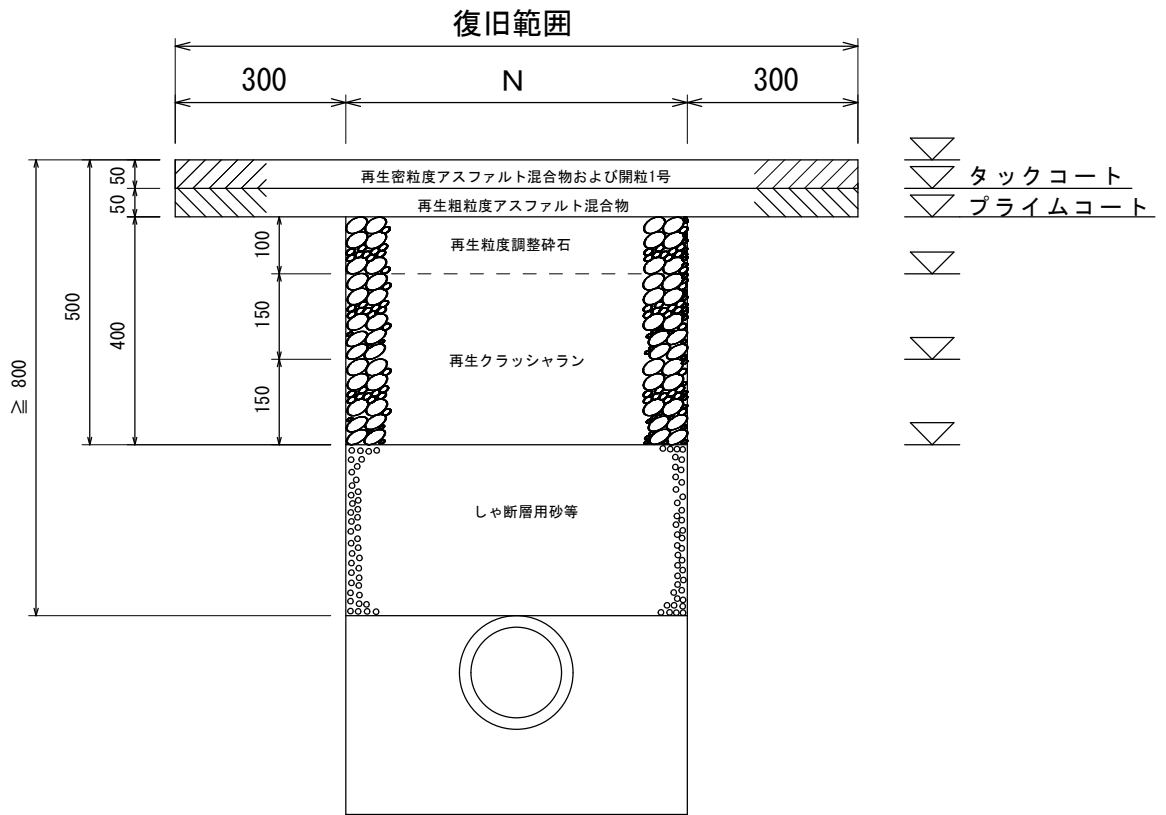 復旧範囲
300 N 300
50 再生密粒度アスファルト混合物および開粒1号 タックコート
50 再生粗粒度アスファルト混合物 プライムコート
100 再生粒度調整砕石
500 400 150
再生クラッシャラン
≧ 800 150
しゃ断層用砂等